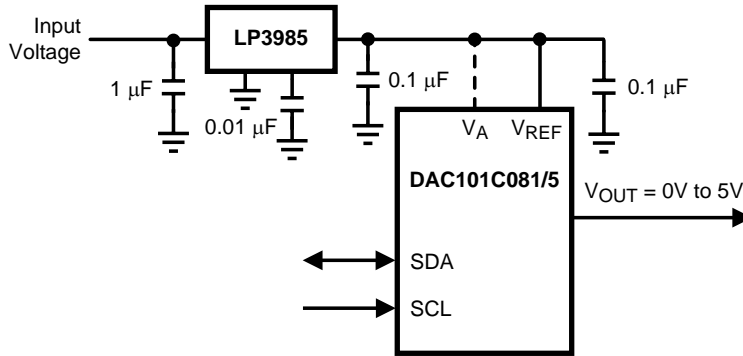 Input
Voltage
LP3985
1 μF
0.01 μF
0.1 μF
0.1 μF
VA
VREF
DAC101C081/5
VOUT = 0V to 5V
SDA
SCL